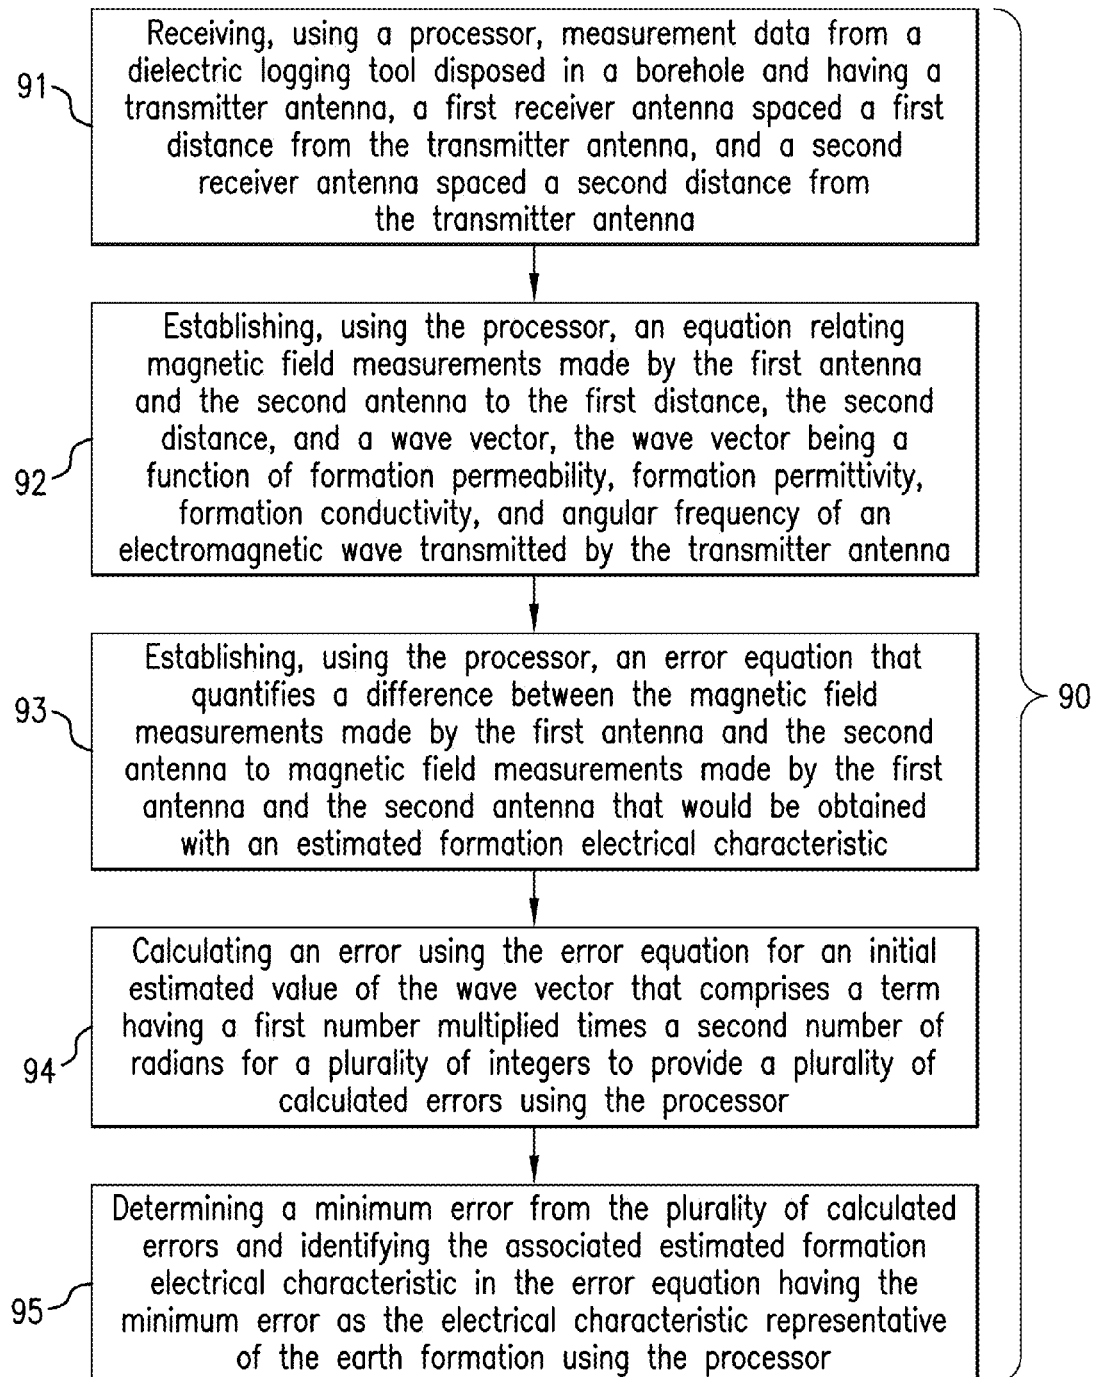 91
Receiving, using a processor, measurement data from a
dielectric logging tool disposed in a borehole and having a
transmitter antenna, a first receiver antenna spaced a first
distance from the transmitter antenna, and a second
receiver antenna spaced a second distance from
the transmitter antenna
92
Establishing, using the processor, an equation relating
magnetic field measurements made by the first antenna
and the second antenna to the first distance, the second
distance, and a wave vector, the wave vector being a
function of formation permeability, formation permittivity,
formation conductivity, and angular frequency of an
electromagnetic wave transmitted by the transmitter antenna
93
Establishing, using the processor, an error equation that
quantifies a difference between the magnetic field
measurements made by the first antenna and the second
antenna to magnetic field measurements made by the first
antenna and the second antenna that would be obtained
with an estimated formation electrical characteristic
90
94
Calculating an error using the error equation for an initial
estimated value of the wave vector that comprises a term
having a first number multiplied times a second number of
radians for a plurality of integers to provide a plurality of
calculated errors using the processor
95
Determining a minimum error from the plurality of calculated
errors and identifying the associated estimated formation
electrical characteristic in the error equation having the
minimum error as the electrical characteristic representative
of the earth formation using the processor